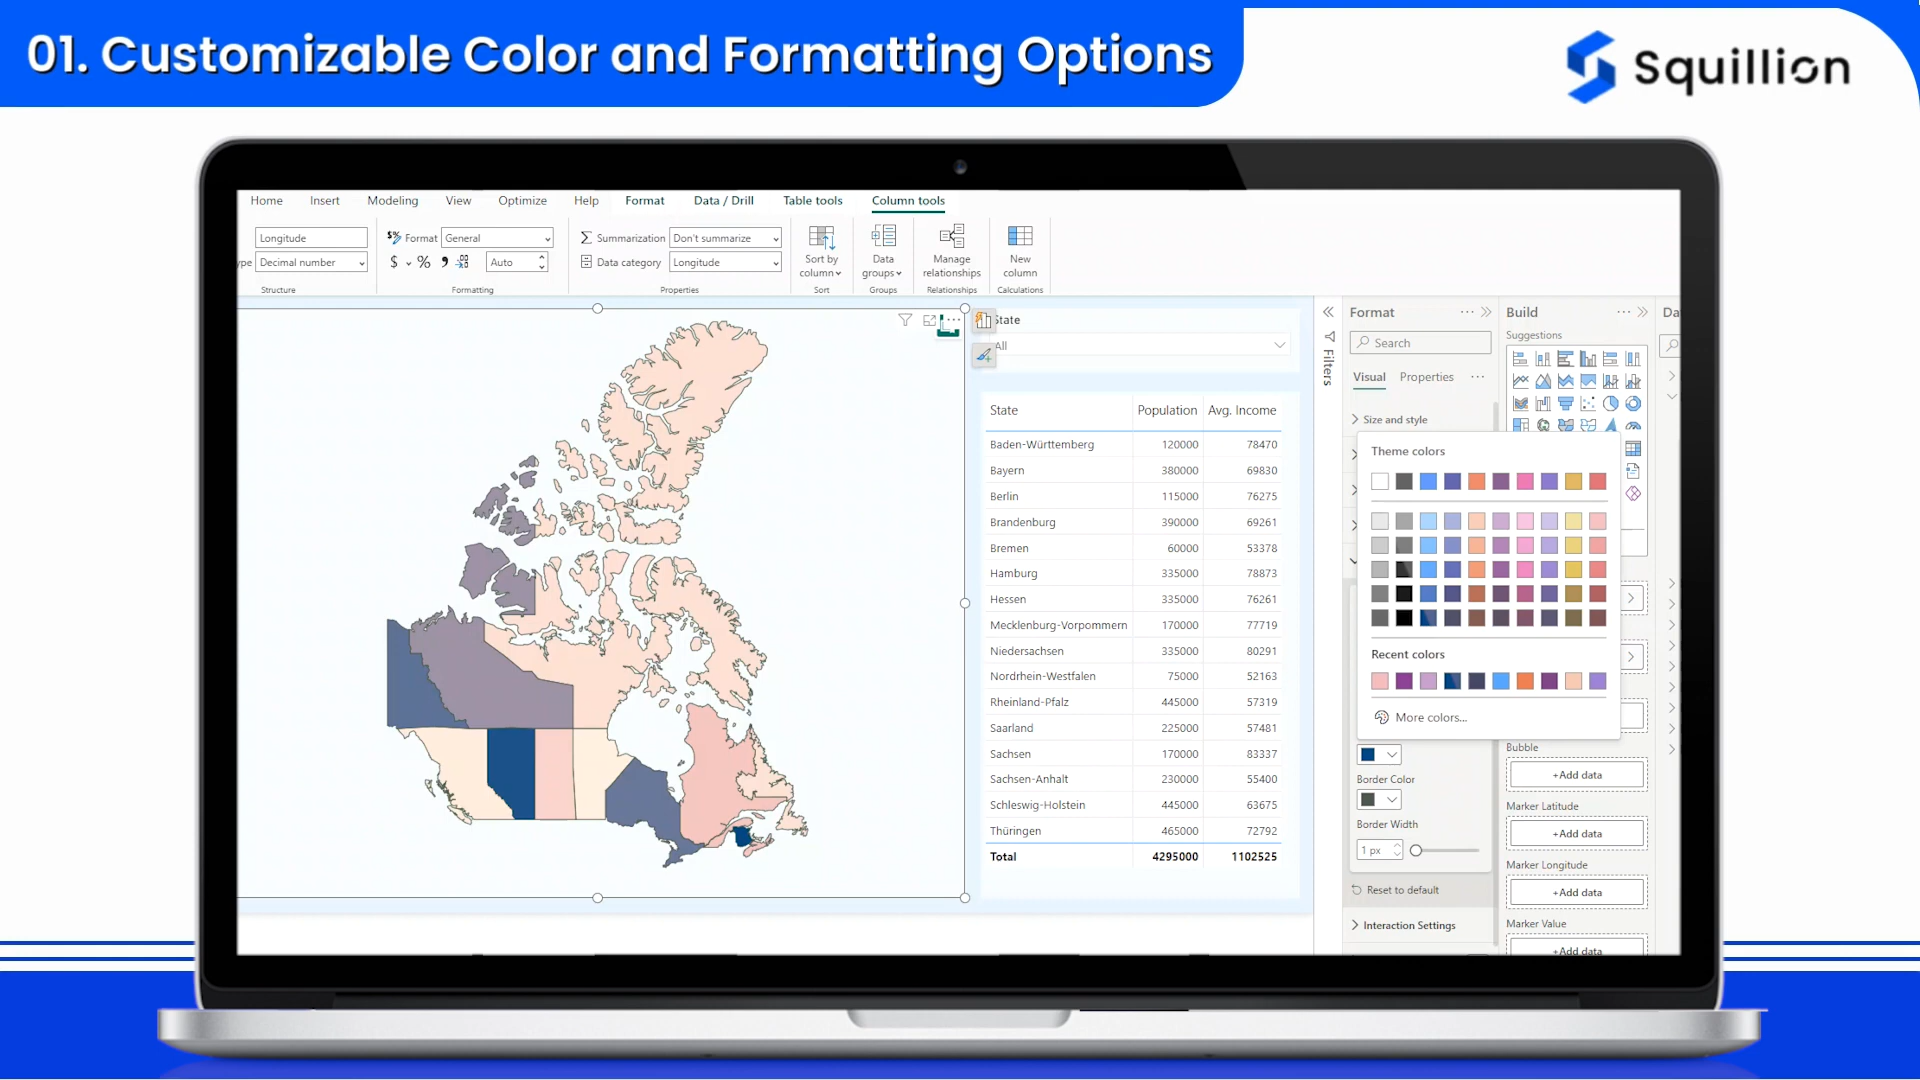 01. Customizable Color and Formatting Options
Squillion
Home Insert Modeling View Optimize Help Format Data / Drill Table tools Column tools
Longitude
Format General
Summarization Don't summarize
ype Decimal number
$ % Auto
Data category Longitude
Sort by
column
Data
groups
Manage
relationships
New
column
Structure Formatting Properties Sort Groups Relationships Calculations
State
All
State Population Avg. Income
Baden-Württemberg 120000 78470
Bayern 380000 69830
Berlin 115000 76275
Brandenburg 390000 69261
Bremen 60000 53378
Hamburg 335000 78873
Hessen 335000 76261
Mecklenburg-Vorpommern 170000 77719
Niedersachsen 335000 80291
Nordrhein-Westfalen 75000 52163
Rheinland-Pfalz 445000 57319
Saarland 225000 57481
Sachsen 170000 83337
Sachsen-Anhalt 230000 55400
Schleswig-Holstein 445000 63675
Thüringen 465000 72792
Total 4295000 1102525
Filters
Format
Search
Visual Properties
Size and style
Theme colors
Recent colors
More colors...
Border Color
Border Width
1 px
Reset to default
Interaction Settings
Build
Suggestions
Bubble
+Add data
Marker Latitude
+Add data
Marker Longitude
+Add data
Marker Value
+Add data
Da